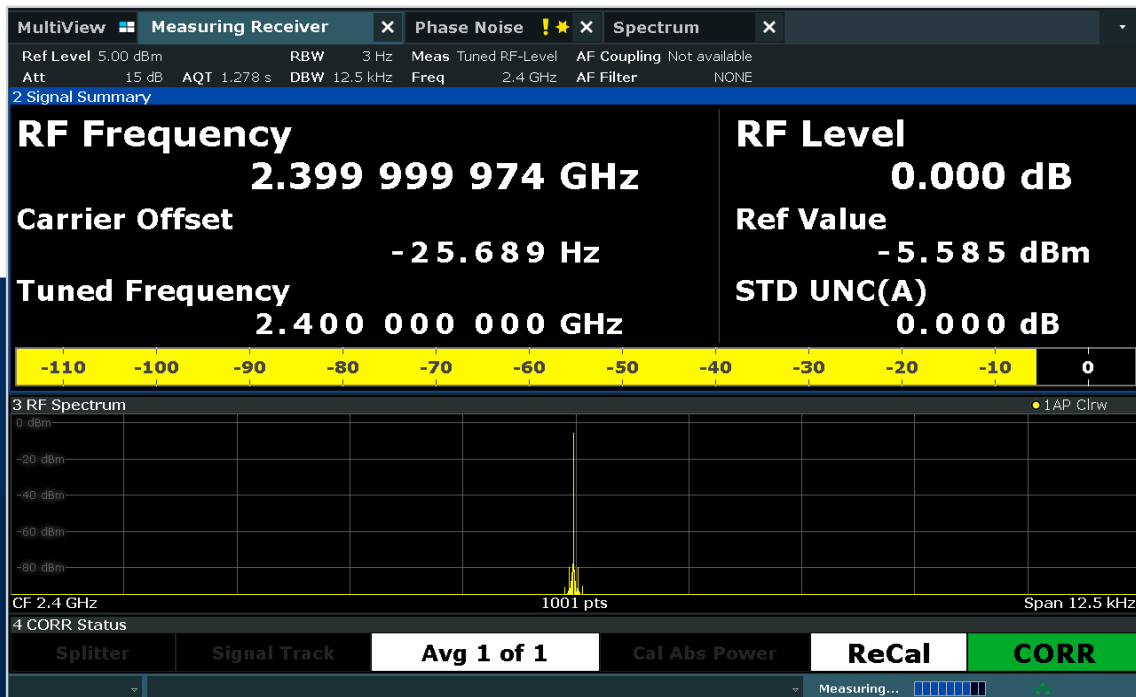 MultiView Measuring Receiver Phase Noise ! Spectrum
Ref Level 5.00 dBm RBW 3 Hz Meas Tuned RF-Level AF Coupling Not available
Att 15 dB AQT 1.278 s DBW 12.5 kHz Freq 2.4 GHz AF Filter NONE
2 Signal Summary
RF Frequency RF Level
2.399 999 974 GHz 0.000 dB
Carrier Offset Ref Value
-25.689 Hz -5.585 dBm
Tuned Frequency STD UNC(A)
2.400 000 000 GHz 0.000 dB
-110 -100 -90 -80 -70 -60 -50 -40 -30 -20 -10 0
3 RF Spectrum 1AP Clrw
0 dBm
-20 dBm
-40 dBm
-60 dBm
-80 dBm
CF 2.4 GHz 1001 pts Span 12.5 kHz
4 CORR Status
Splitter Signal Track Avg 1 of 1 Cal Abs Power ReCal CORR
Measuring...